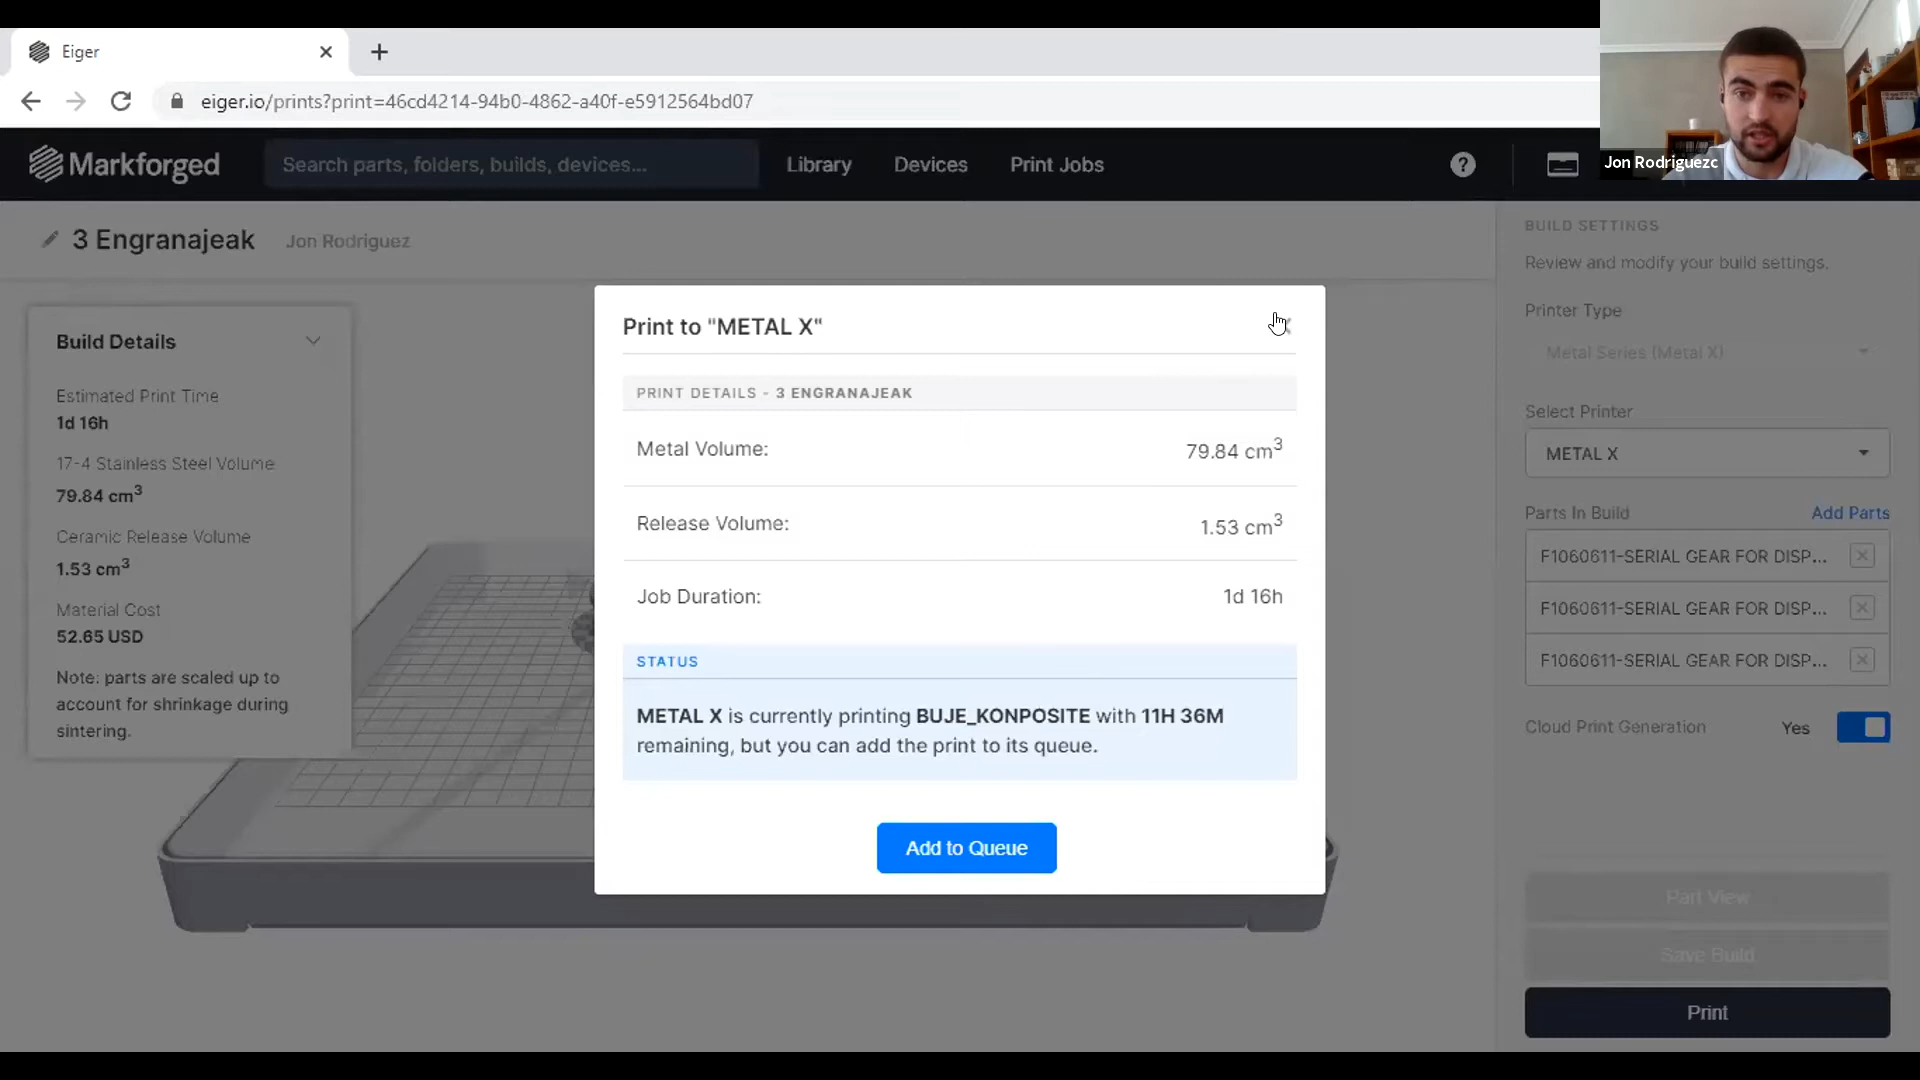 Eiger
eiger.io/prints?print=46cd4214-94b0-4862-a40f-e5912564bd07
Markforged
Search parts, folders, builds, devices...
Library
Devices
Print Jobs
?
Jon Rodriguezc
3 Engranajeak
Jon Rodriguez
Build Details
Estimated Print Time
1d 16h
17-4 Stainless Steel Volume
79.84 cm³
Ceramic Release Volume
1.53 cm³
Material Cost
52.65 USD
Note: parts are scaled up to
account for shrinkage during
sintering.
Print to "METAL X"
PRINT DETAILS - 3 ENGRANAJEAK
Metal Volume:
79.84 cm³
Release Volume:
1.53 cm³
Job Duration:
1d 16h
STATUS
METAL X is currently printing BUJE_KONPOSITE with 11H 36M
remaining, but you can add the print to its queue.
Add to Queue
BUILD SETTINGS
Review and modify your build settings.
Printer Type
Metal Series (Metal X)
Select Printer
METAL X
Parts In Build
Add Parts
F1060611-SERIAL GEAR FOR DISP...
F1060611-SERIAL GEAR FOR DISP...
F1060611-SERIAL GEAR FOR DISP...
Cloud Print Generation
Yes
Part View
Save Build
Print